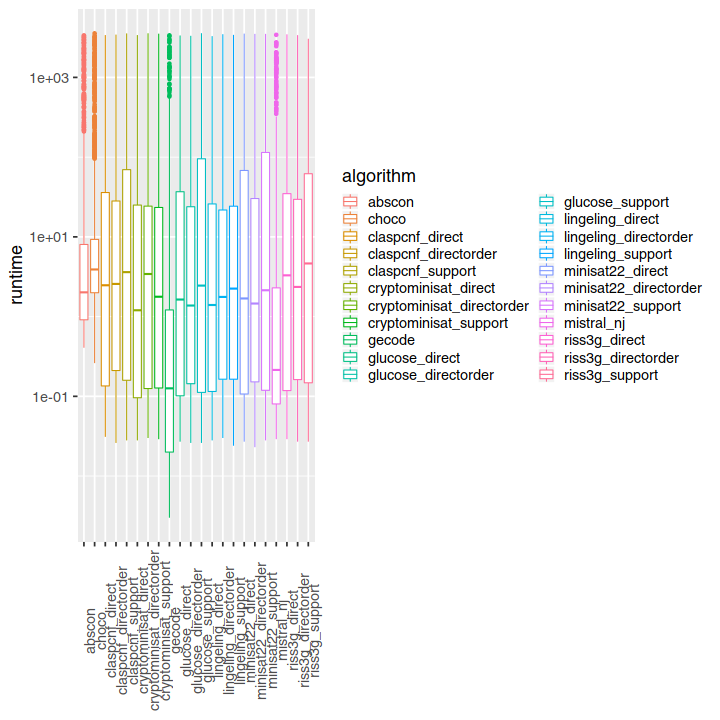 1e+03
1e+01
1e-01
runtime
abscon
choco
claspcnf_direct
claspcnf_directorder
claspcnf_support
cryptominisat_direct
cryptominisat_directorder
cryptominisat_support
gecode
glucose_direct
glucose_directorder
glucose_support
lingeling_direct
lingeling_directorder
lingeling_support
minisat22_direct
minisat22_directorder
minisat22_support
mistral_nj
riss3g_direct
riss3g_directorder
riss3g_support
algorithm
abscon
choco
claspcnf_direct
claspcnf_directorder
claspcnf_support
cryptominisat_direct
cryptominisat_directorder
cryptominisat_support
gecode
glucose_direct
glucose_directorder
glucose_support
lingeling_direct
lingeling_directorder
lingeling_support
minisat22_direct
minisat22_directorder
minisat22_support
mistral_nj
riss3g_direct
riss3g_directorder
riss3g_support